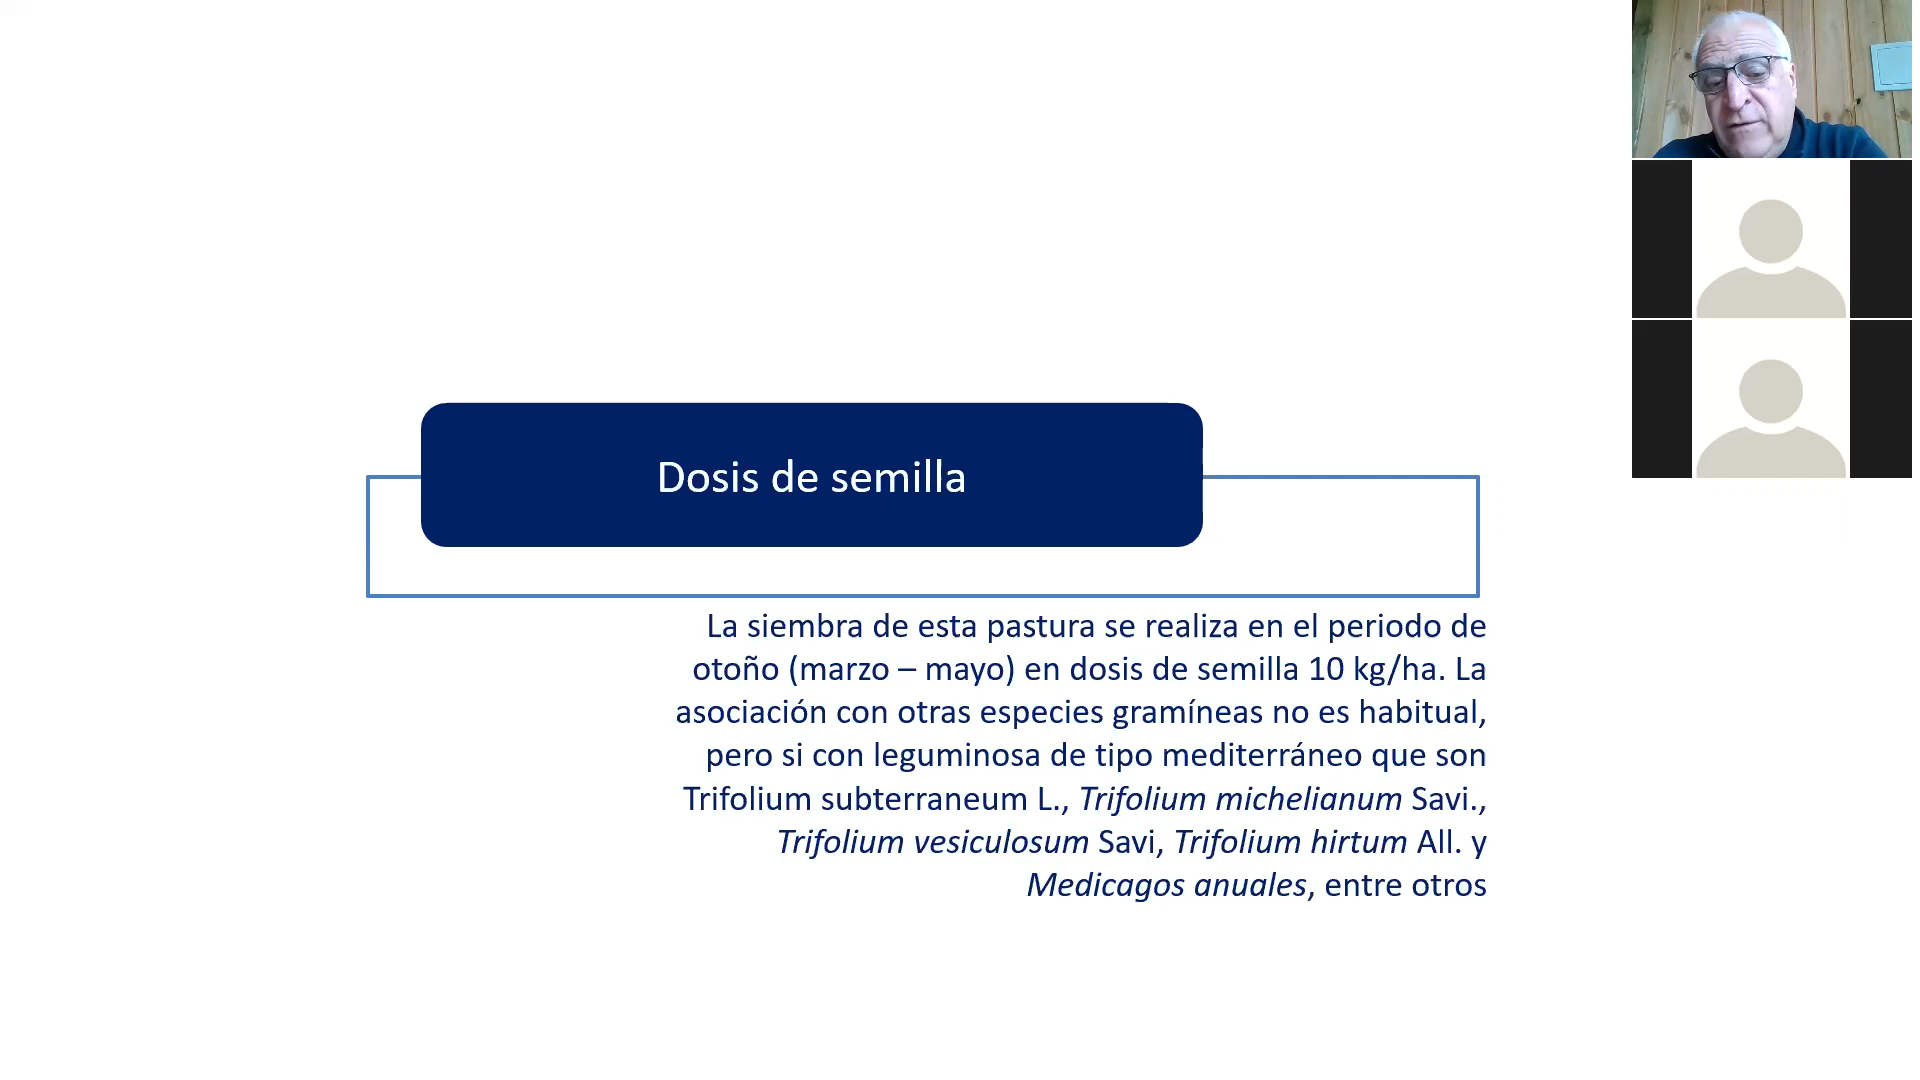 Dosis de semilla
La siembra de esta pastura se realiza en el periodo de
otoño (marzo – mayo) en dosis de semilla 10 kg/ha. La
asociación con otras especies gramíneas no es habitual,
pero si con leguminosa de tipo mediterráneo que son
Trifolium subterraneum L., Trifolium michelianum Savi.,
Trifolium vesiculosum Savi, Trifolium hirtum All. y
Medicagos anuales, entre otros